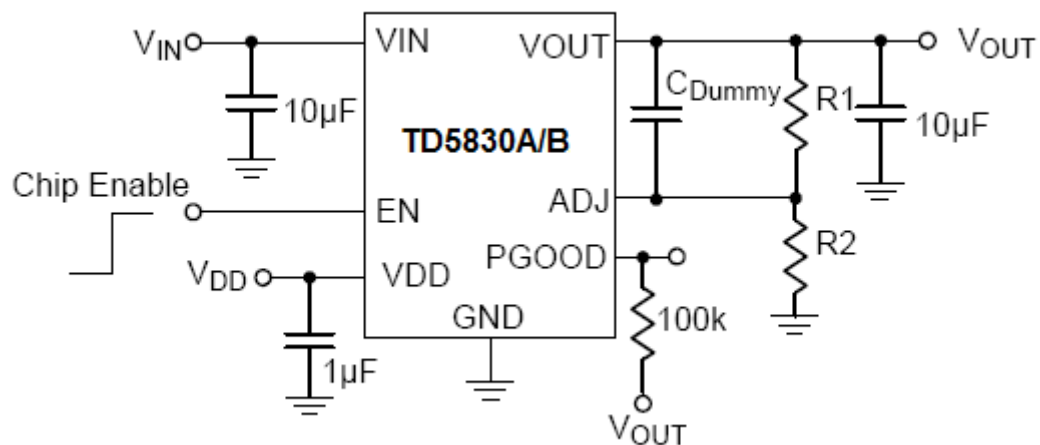 VIN
VIN
VOUT
VOUT
CDummy
R1
10µF
10µF
TD5830A/B
Chip Enable
EN
ADJ
R2
VDD
VDD
PGOOD
GND
100k
1µF
VOUT